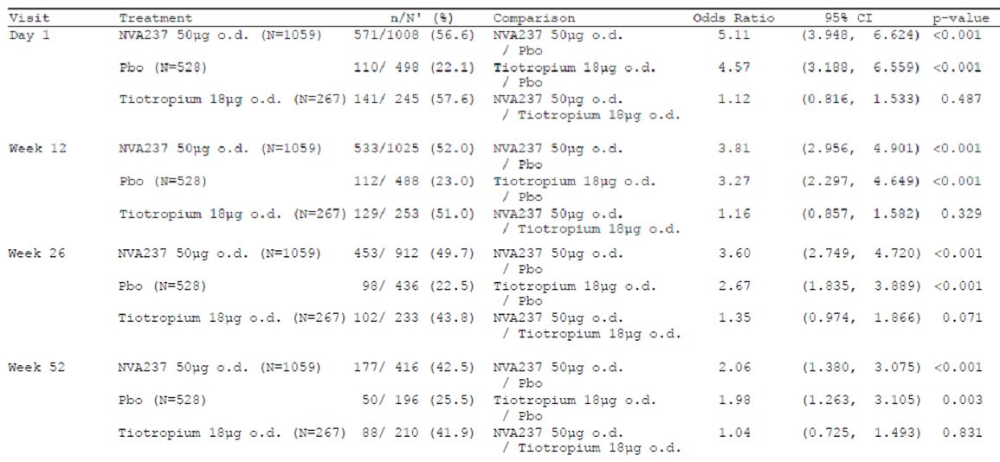 Visit Treatment n/N' (%) Comparison Odds Ratio 95% CI p-value
Day 1 NVA237 50µg o.d. (N=1059) 571/1008 (56.6) NVA237 50µg o.d. 5.11 (3.948, 6.624) <0.001
/ Pbo
Pbo (N=528) 110/ 498 (22.1) Tiotropium 18µg o.d. 4.57 (3.188, 6.559) <0.001
/ Pbo
Tiotropium 18µg o.d. (N=267) 141/ 245 (57.6) NVA237 50µg o.d. 1.12 (0.816, 1.533) 0.487
/ Tiotropium 18µg o.d.
Week 12 NVA237 50µg o.d. (N=1059) 533/1025 (52.0) NVA237 50µg o.d. 3.81 (2.956, 4.901) <0.001
/ Pbo
Pbo (N=528) 112/ 488 (23.0) Tiotropium 18µg o.d. 3.27 (2.297, 4.649) <0.001
/ Pbo
Tiotropium 18µg o.d. (N=267) 129/ 253 (51.0) NVA237 50µg o.d. 1.16 (0.857, 1.582) 0.329
/ Tiotropium 18µg o.d.
Week 26 NVA237 50µg o.d. (N=1059) 453/ 912 (49.7) NVA237 50µg o.d. 3.60 (2.749, 4.720) <0.001
/ Pbo
Pbo (N=528) 98/ 436 (22.5) Tiotropium 18µg o.d. 2.67 (1.835, 3.889) <0.001
/ Pbo
Tiotropium 18µg o.d. (N=267) 102/ 233 (43.8) NVA237 50µg o.d. 1.35 (0.974, 1.866) 0.071
/ Tiotropium 18µg o.d.
Week 52 NVA237 50µg o.d. (N=1059) 177/ 416 (42.5) NVA237 50µg o.d. 2.06 (1.380, 3.075) <0.001
/ Pbo
Pbo (N=528) 50/ 196 (25.5) Tiotropium 18µg o.d. 1.98 (1.263, 3.105) 0.003
/ Pbo
Tiotropium 18µg o.d. (N=267) 88/ 210 (41.9) NVA237 50µg o.d. 1.04 (0.725, 1.493) 0.831
/ Tiotropium 18µg o.d.